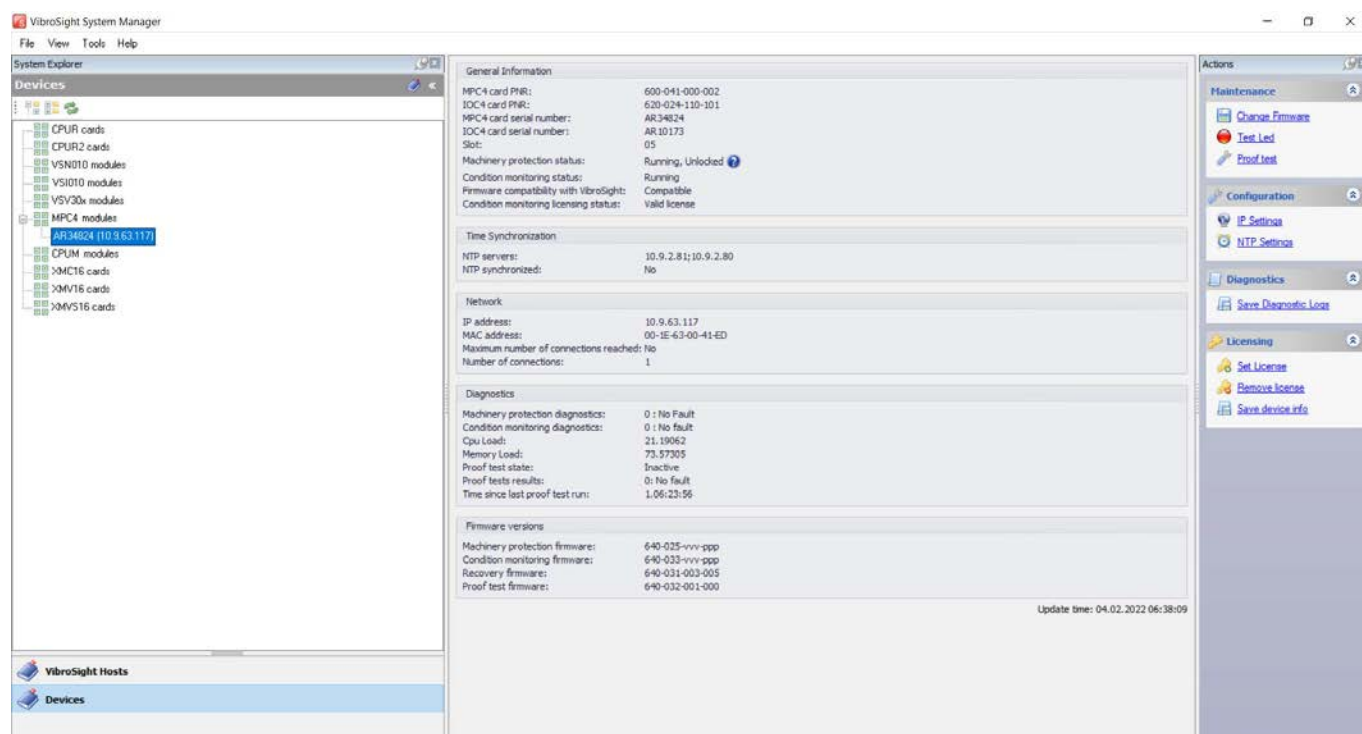 VibroSight System Manager
File View Tools Help
System Explorer
Devices
CPUR cards
CPUR2 cards
VSN010 modules
VSI010 modules
VSV30x modules
MPC4 modules
AR34824 (10.9.63.117)
CPUM modules
XMC16 cards
XMV16 cards
XMVS16 cards
VibroSight Hosts
Devices
General Information
MPC4 card PNR: 600-041-000-002
IOC4 card PNR: 620-024-110-101
MPC4 card serial number: AR34824
IOC4 card serial number: AR10173
Slot: 05
Machinery protection status: Running, Unlocked
Condition monitoring status: Running
Firmware compatibility with VibroSight: Compatible
Condition monitoring licensing status: Valid license
Time Synchronization
NTP servers: 10.9.2.81;10.9.2.80
NTP synchronized: No
Network
IP address: 10.9.63.117
MAC address: 00-1E-63-00-41-ED
Maximum number of connections reached: No
Number of connections: 1
Diagnostics
Machinery protection diagnostics: 0 : No Fault
Condition monitoring diagnostics: 0 : No fault
Cpu Load: 21.19062
Memory Load: 73.57305
Proof test state: Inactive
Proof tests results: 0: No fault
Time since last proof test run: 1.06:23:56
Firmware versions
Machinery protection firmware: 640-025-vvv-ppp
Condition monitoring firmware: 640-033-vvv-ppp
Recovery firmware: 640-031-003-005
Proof test firmware: 640-032-001-000
Update time: 04.02.2022 06:38:09
Actions
Maintenance
Change Firmware
Test Led
Proof test
Configuration
IP Settings
NTP Settings
Diagnostics
Save Diagnostic Logs
Licensing
Set License
Remove license
Save device info